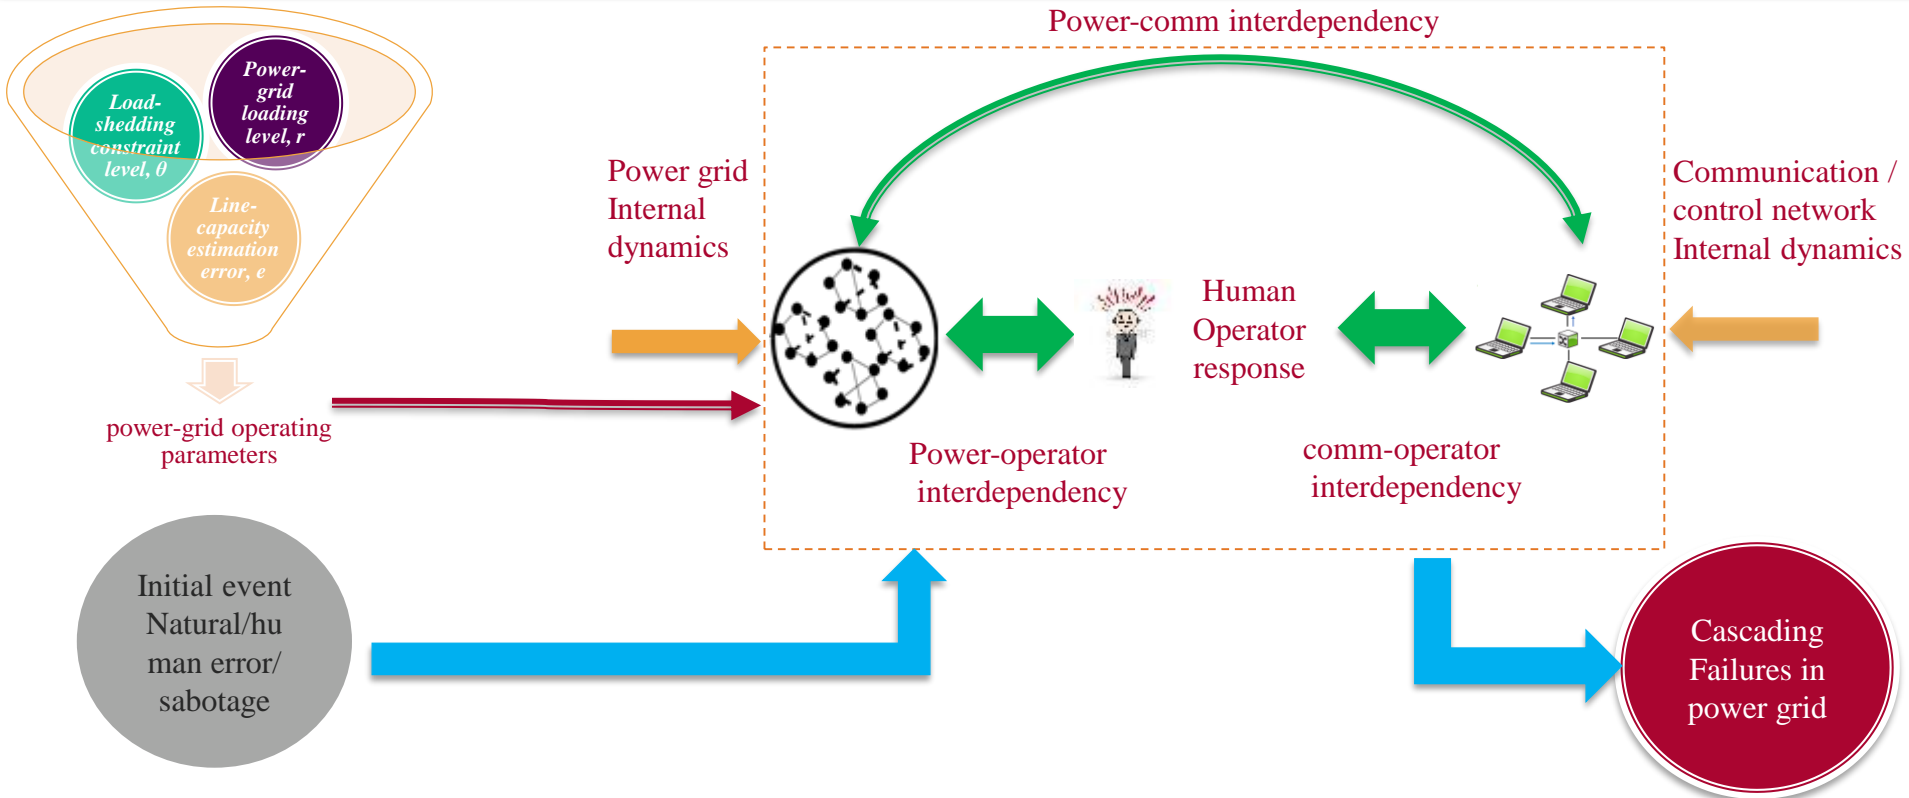 Power-comm interdependency
Power-
grid
loading
level, r
Load-
shedding
constraint
level, θ
Line-
capacity
estimation
error, e
power-grid operating
parameters
Power grid
Internal
dynamics
Communication /
control network
Internal dynamics
Human
Operator
response
Power-operator
interdependency
comm-operator
interdependency
Initial event
Natural/hu
man error/
sabotage
Cascading
Failures in
power grid